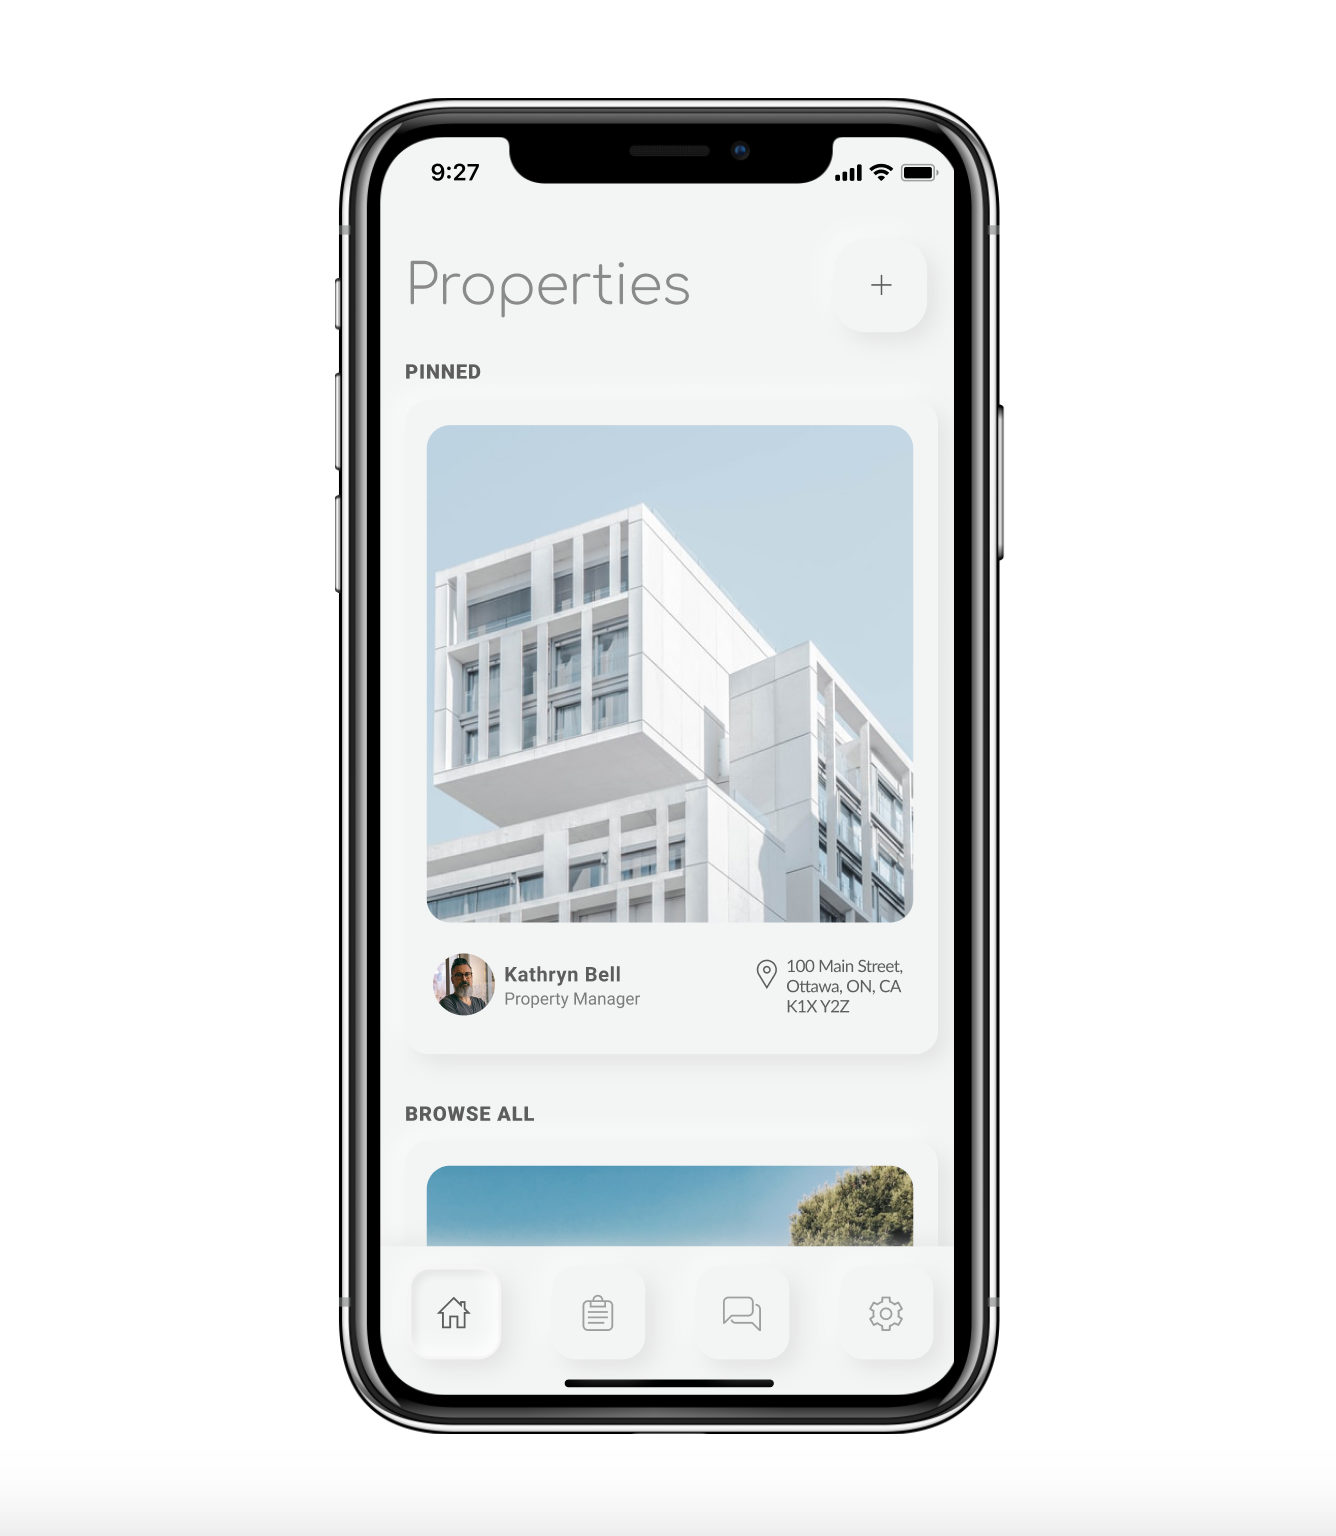 9:27
Properties
PINNED
Kathryn Bell
Property Manager
100 Main Street,
Ottawa, ON, CA
K1X Y2Z
BROWSE ALL